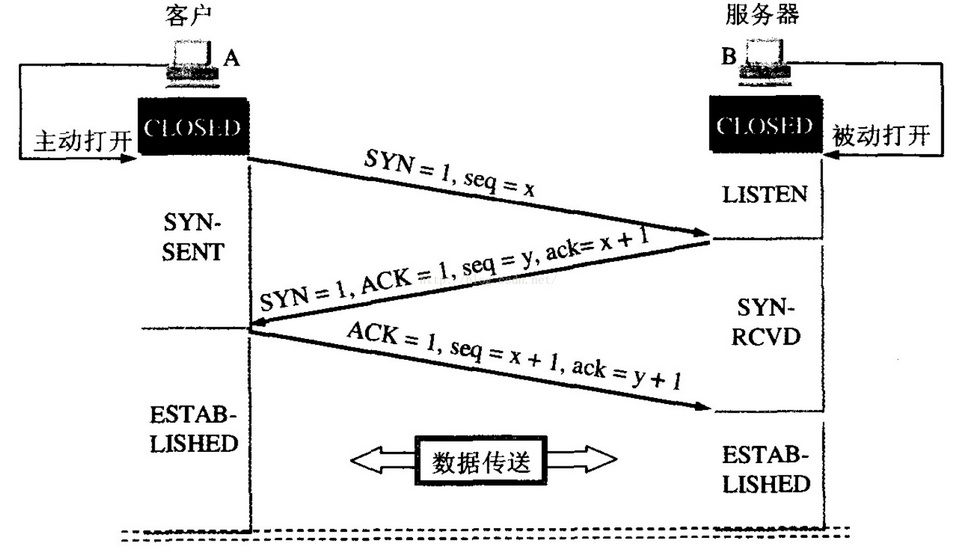 客户
服务器
A
B
CLOSED
CLOSED
主动打开
被动打开
SYN = 1, seq = x
LISTEN
SYN-
SENT
SYN = 1, ACK = 1, seq = y, ack= x + 1
SYN-
RCVD
ACK = 1, seq = x + 1, ack = y + 1
ESTAB-
LISHED
数据传送
ESTAB-
LISHED